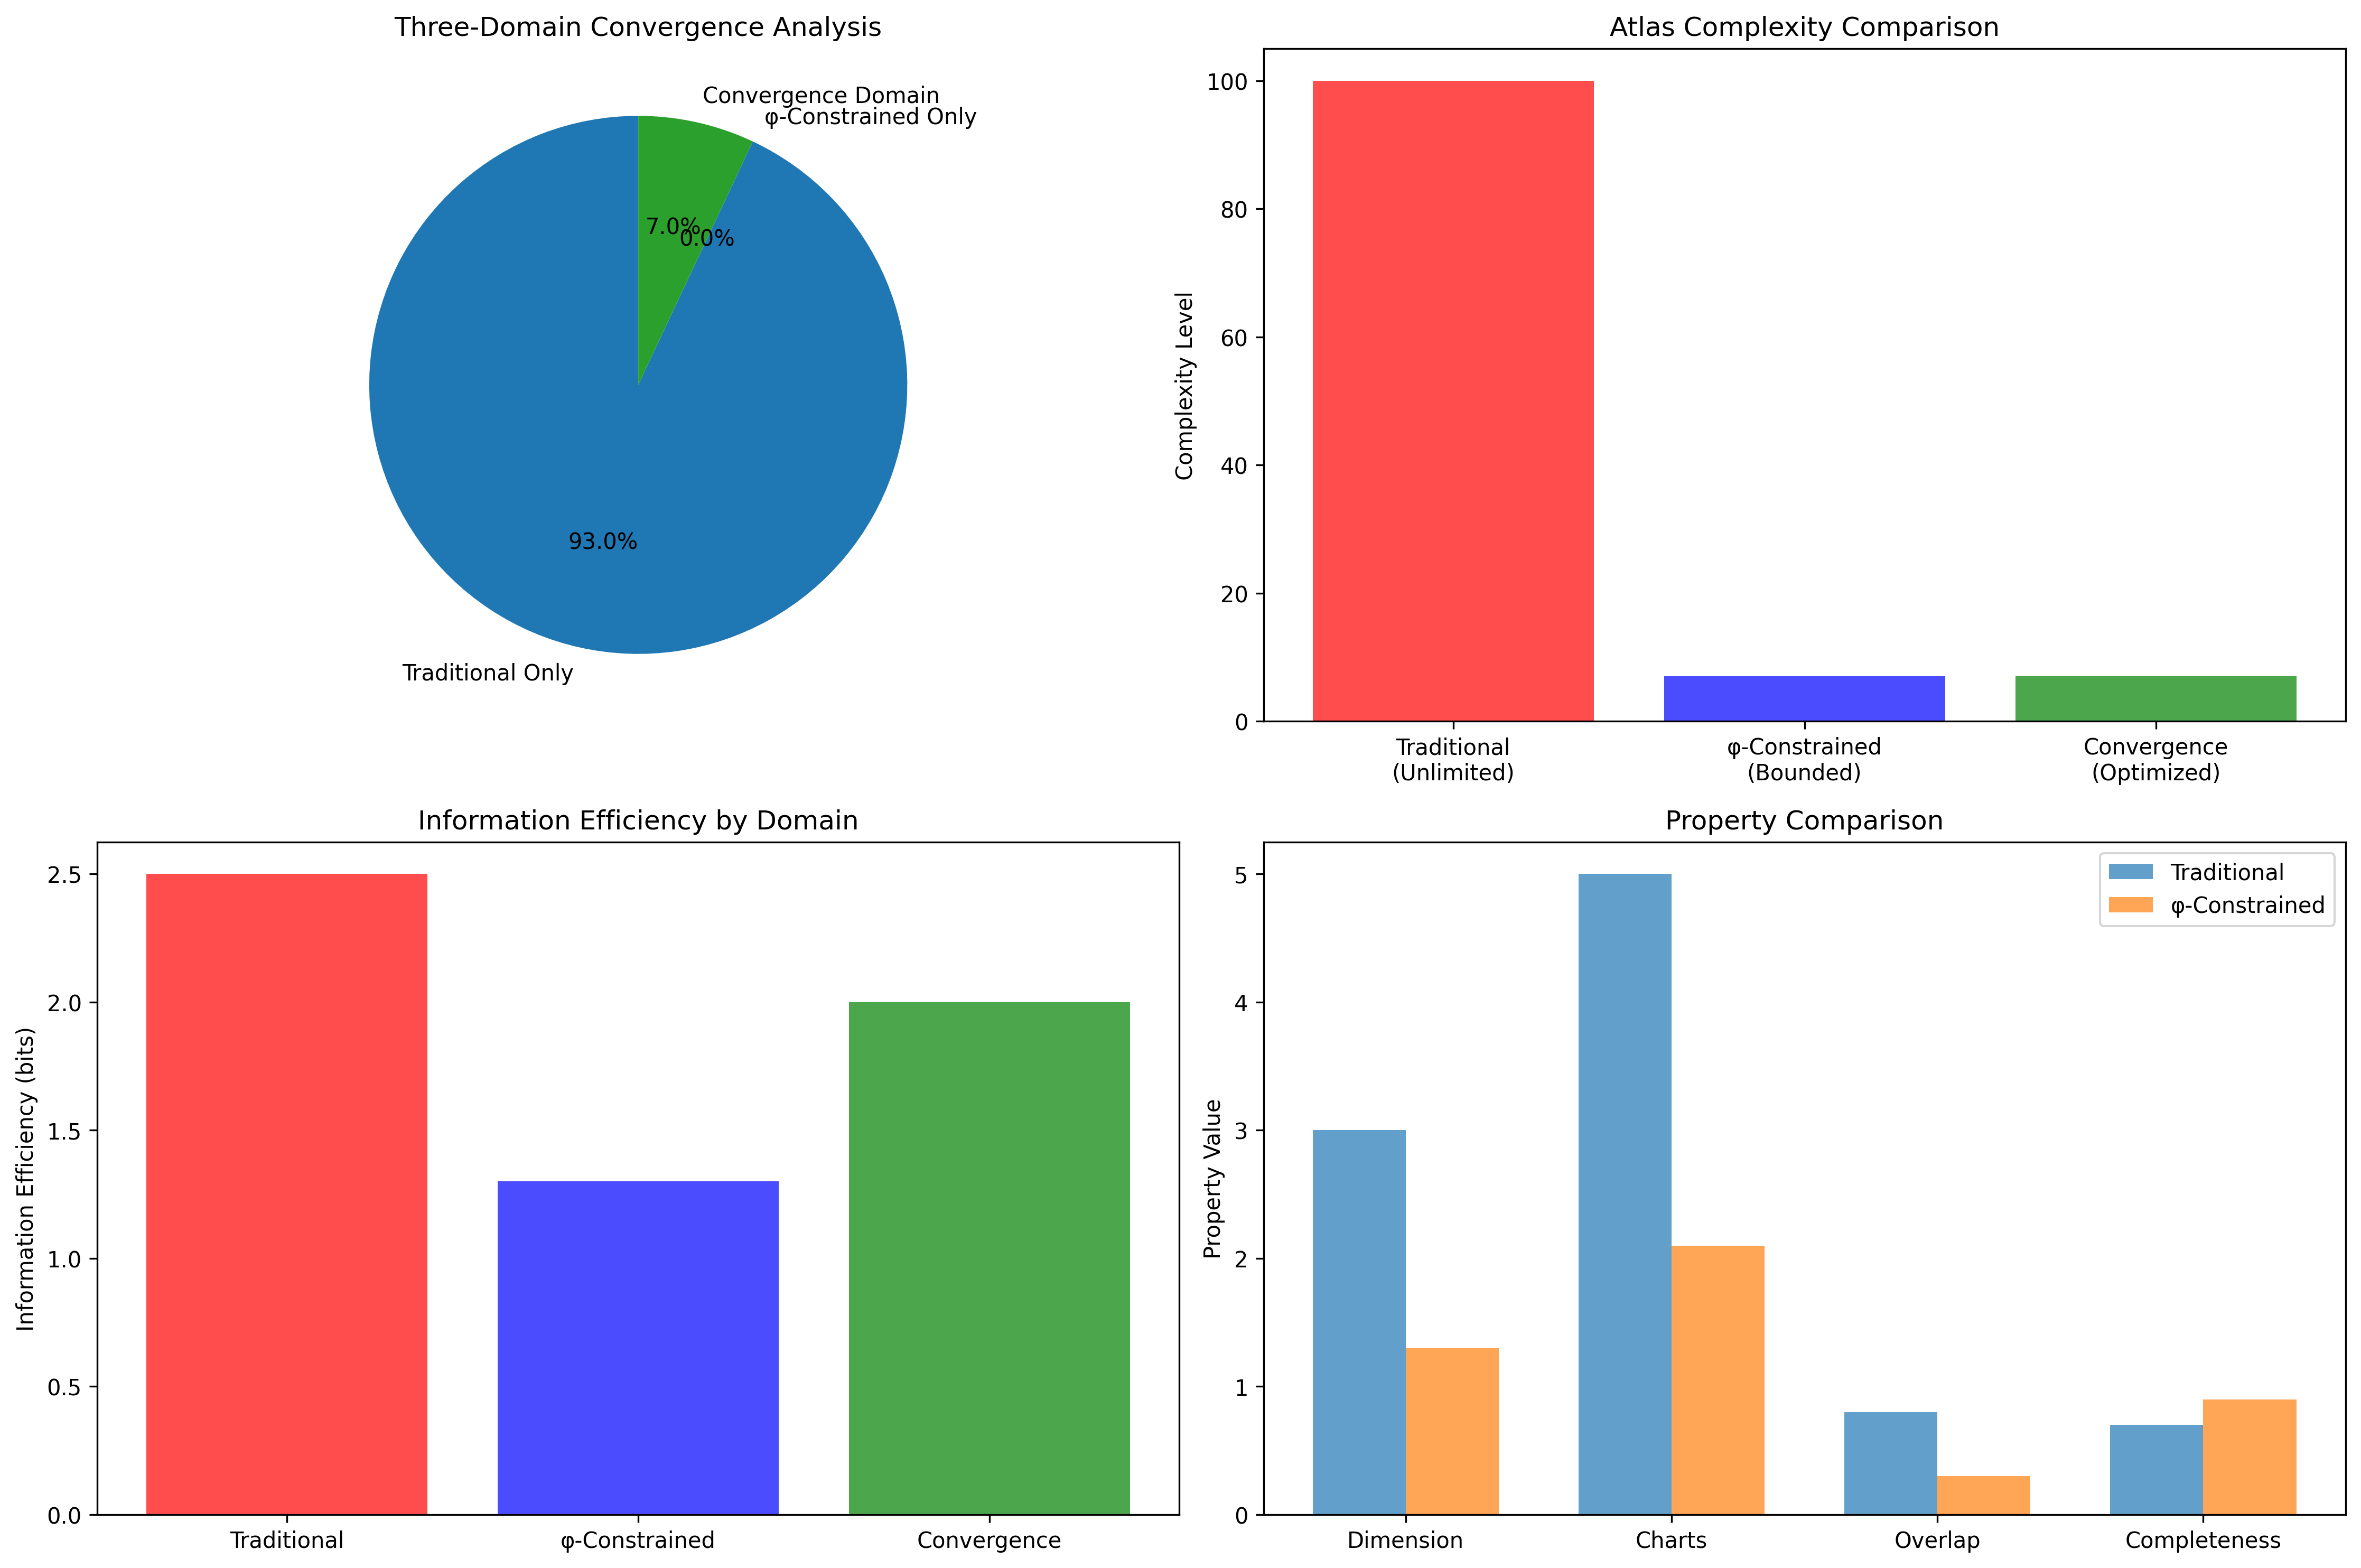 Three-Domain Convergence Analysis
Convergence Domain
φ-Constrained Only
7.0%
0.0%
93.0%
Traditional Only
Atlas Complexity Comparison
Complexity Level
100
80
60
40
20
0
Traditional
(Unlimited)
φ-Constrained
(Bounded)
Convergence
(Optimized)
Information Efficiency by Domain
Information Efficiency (bits)
2.5
2.0
1.5
1.0
0.5
0.0
Traditional
φ-Constrained
Convergence
Property Comparison
Property Value
5
4
3
2
1
0
Traditional
φ-Constrained
Dimension
Charts
Overlap
Completeness